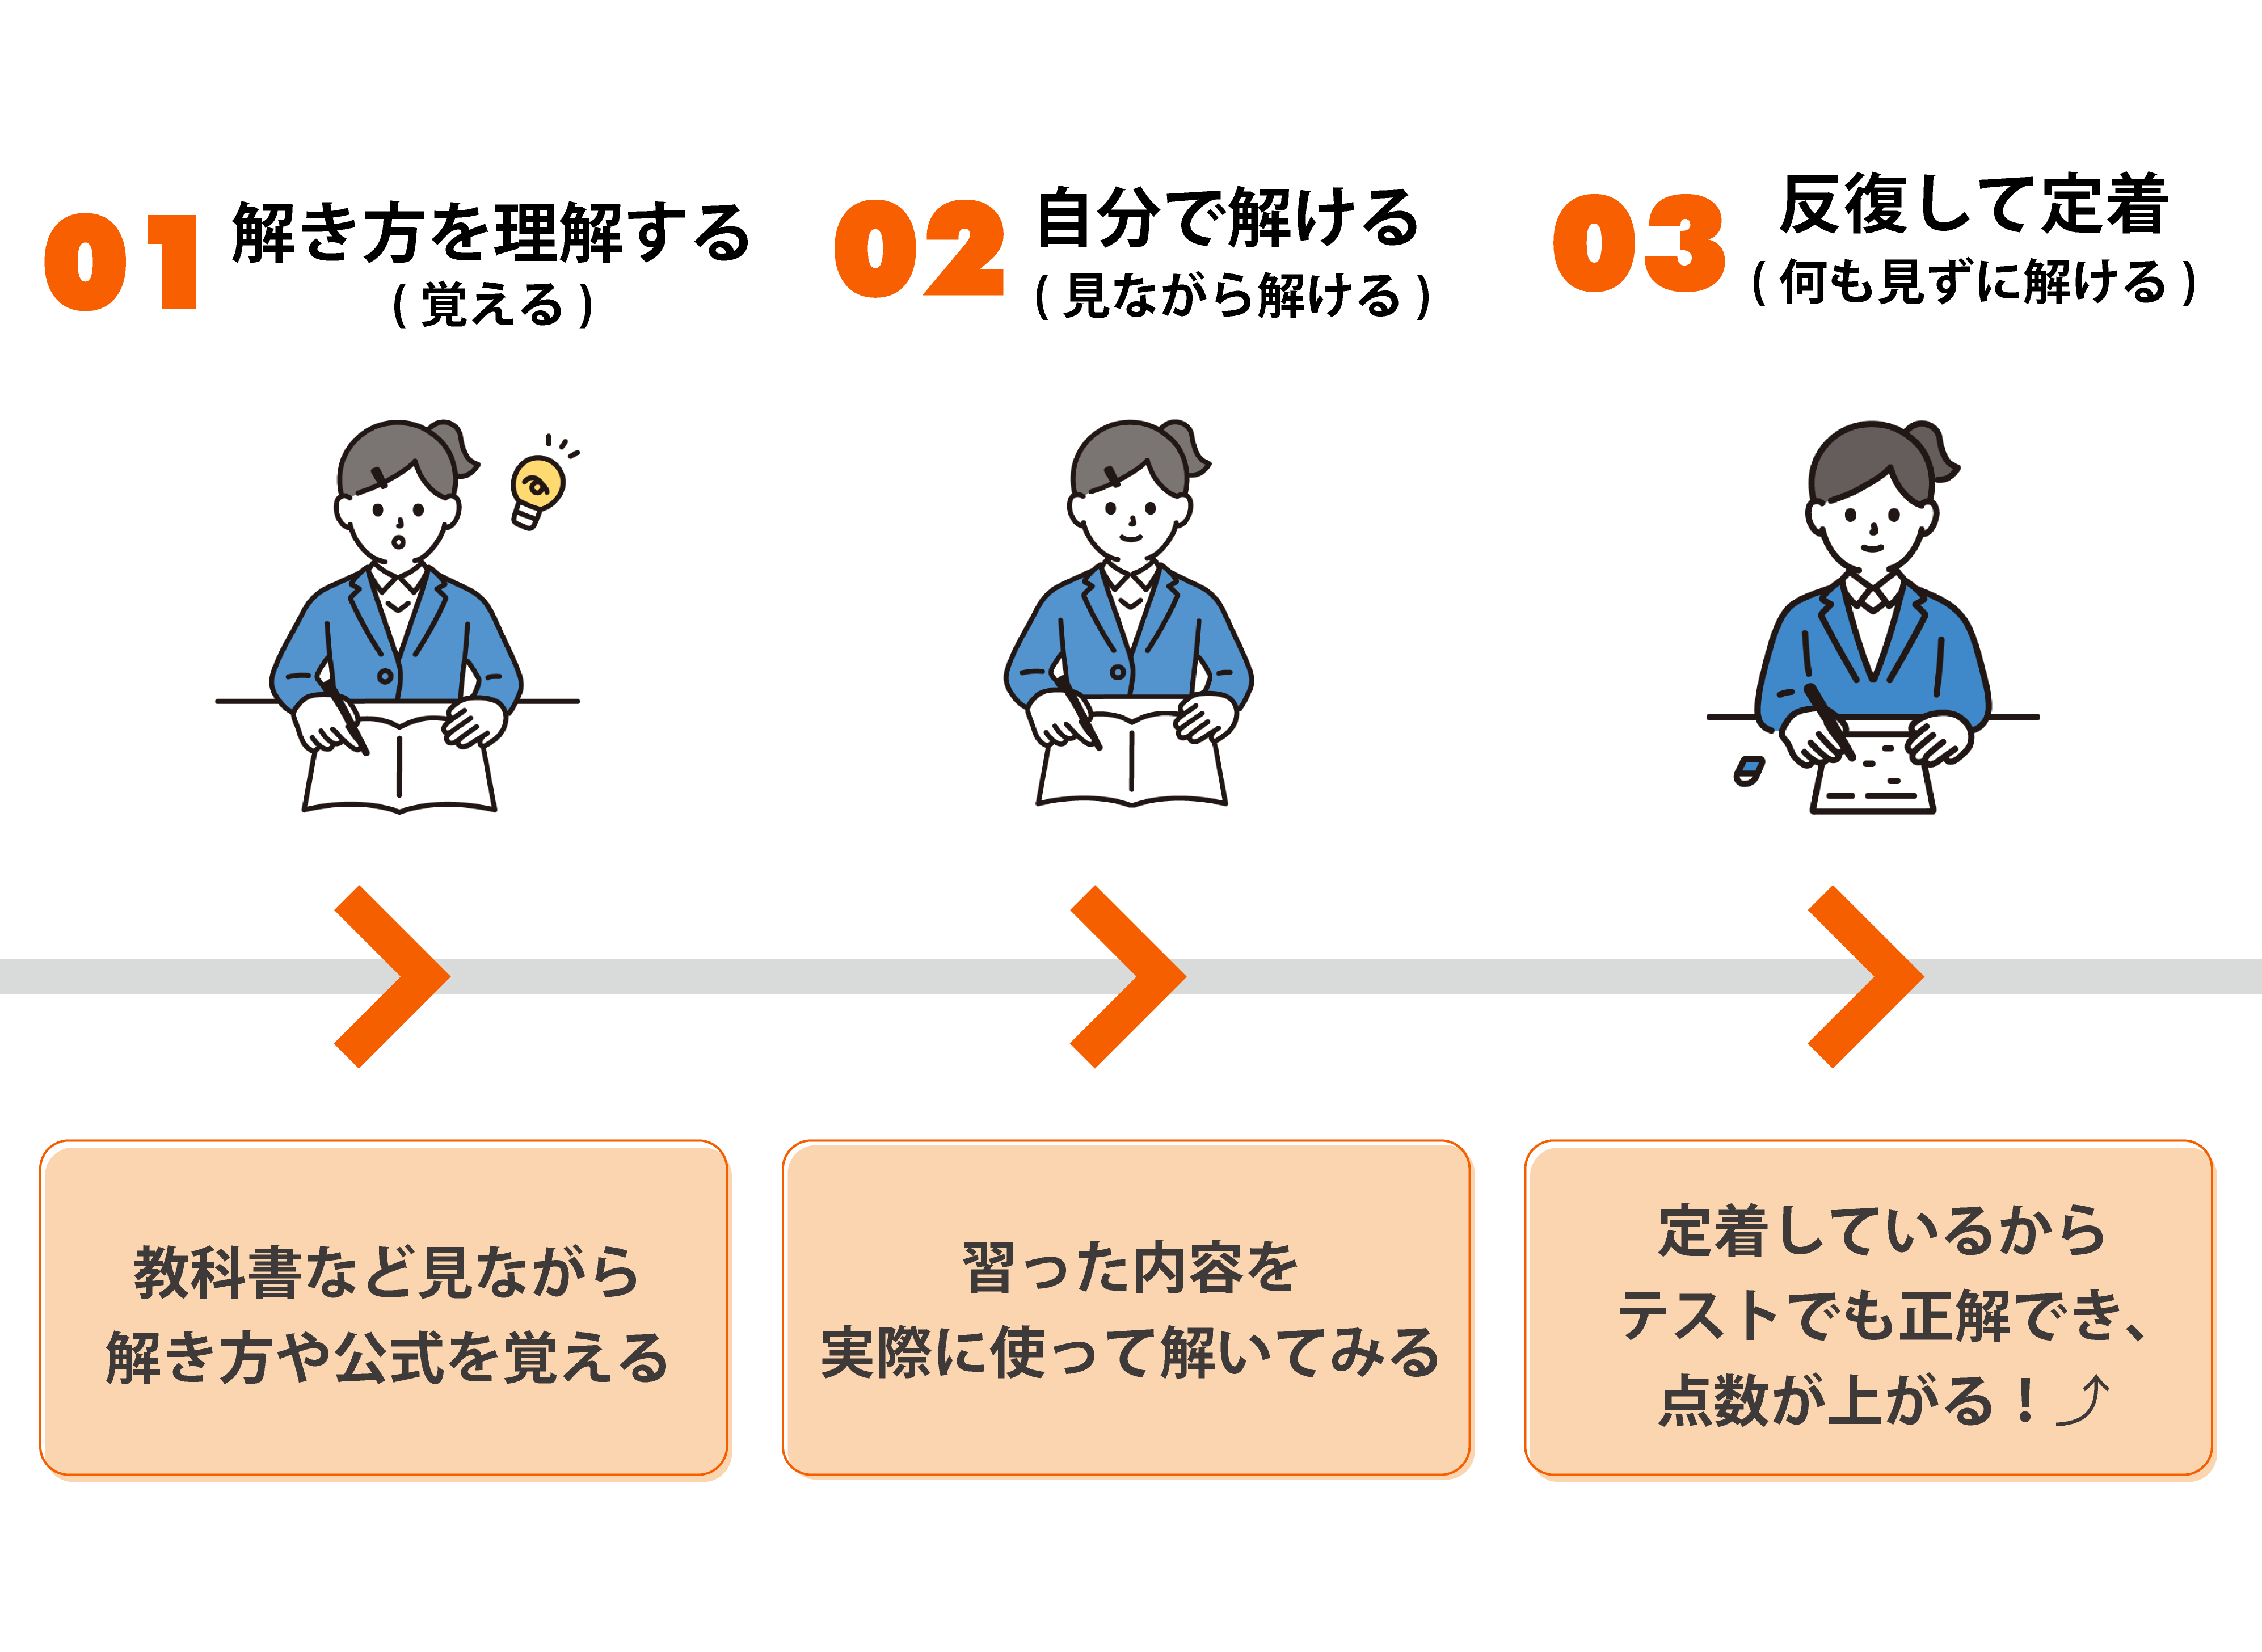 01
解き方を理解する
( 覚える )
02
自分で解ける
( 見ながら解ける )
03
反復して定着
( 何も見ずに解ける )
教科書など見ながら
解き方や公式を覚える
習った内容を
実際に使って解いてみる
定着しているから
テストでも正解でき、
点数が上がる！⤴